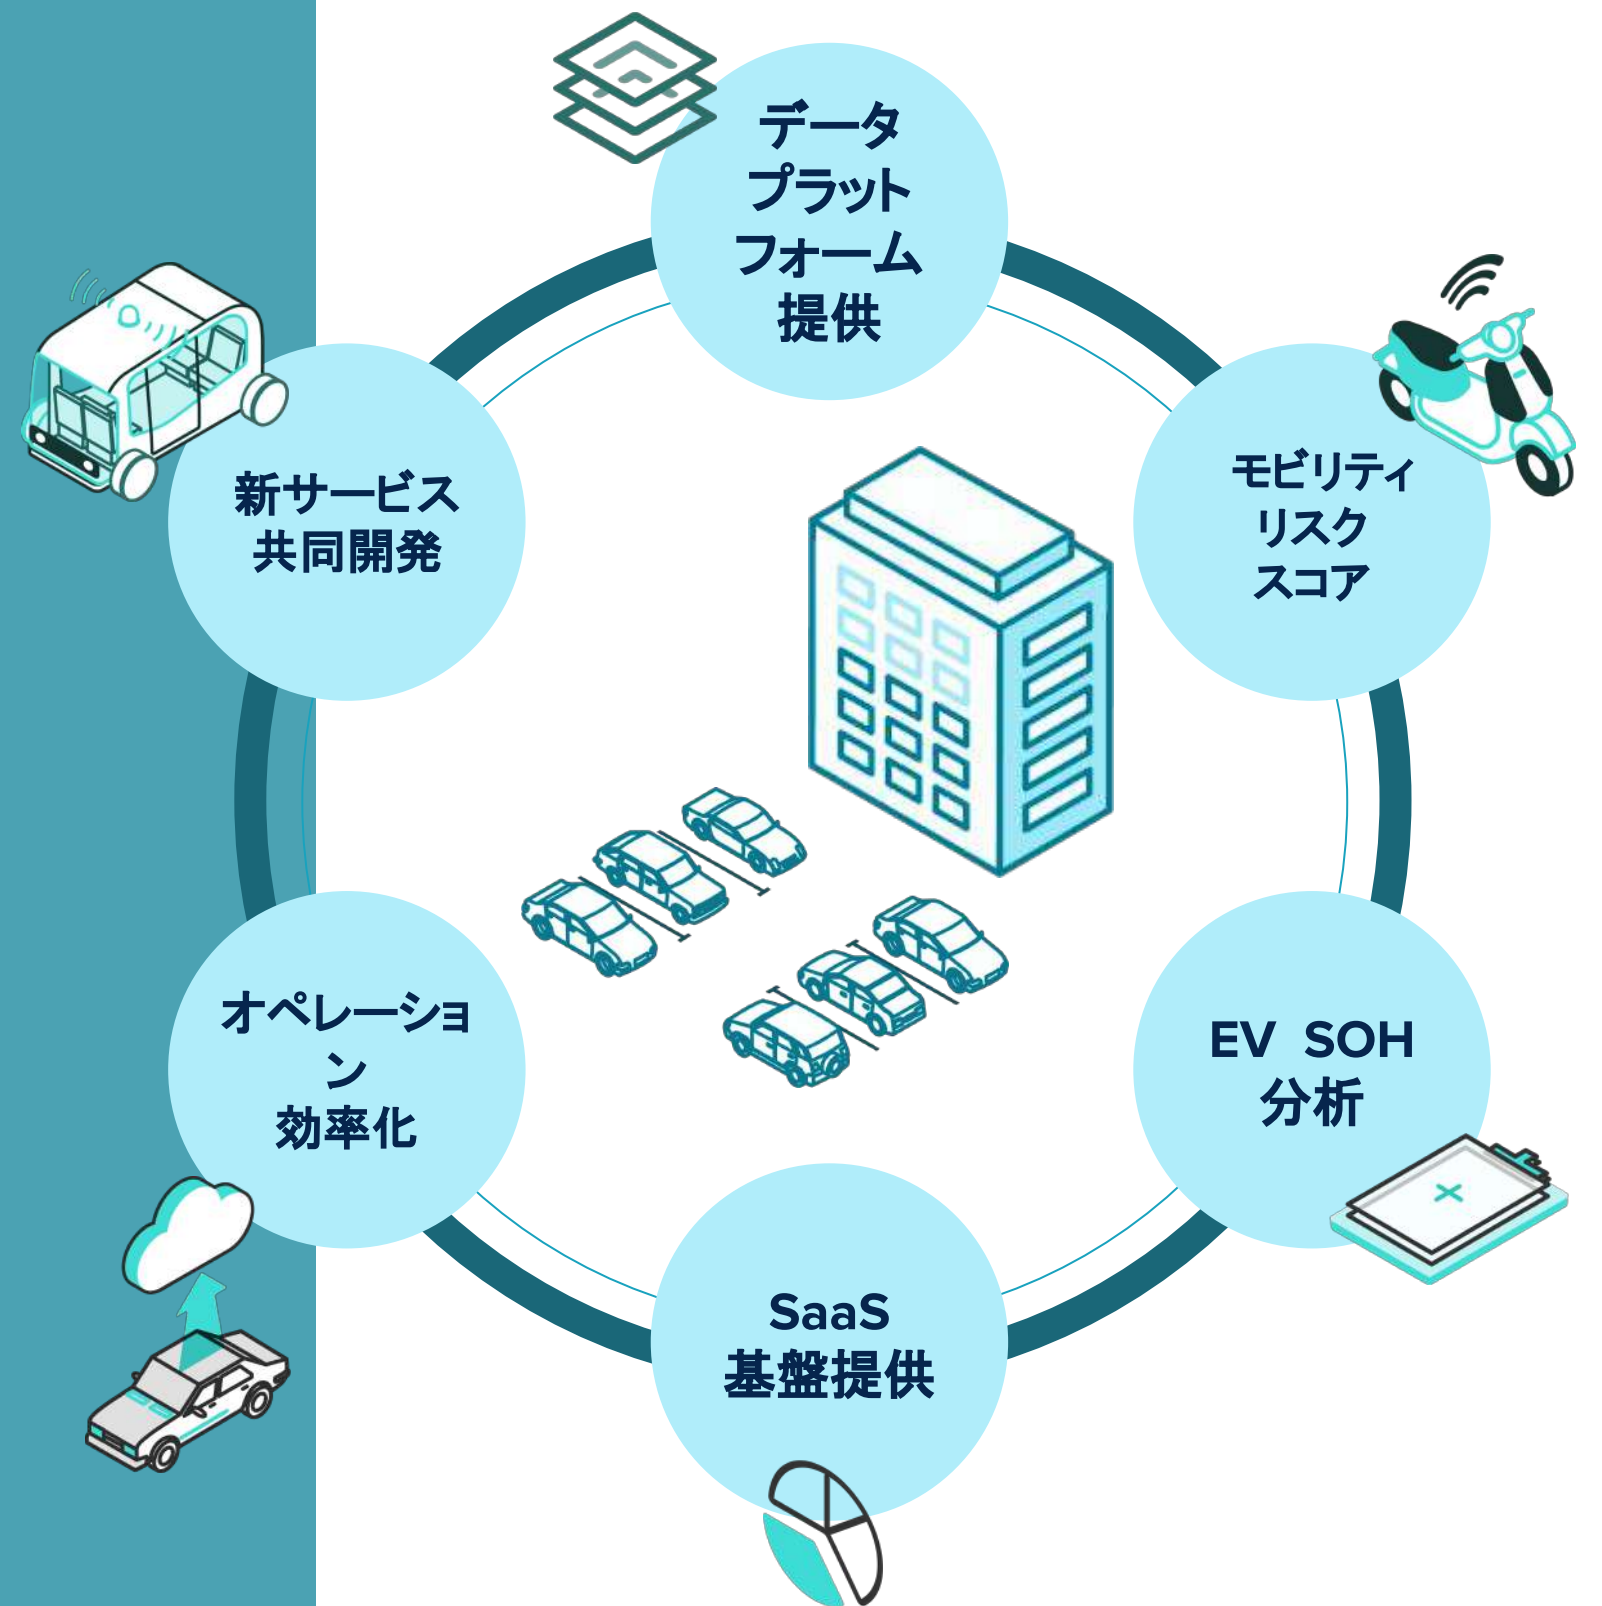 データ
プラット
フォーム
提供
モビリティ
リスク
スコア
新サービス
共同開発
オペレーショ
ン
効率化
EV SOH
分析
SaaS
基盤提供